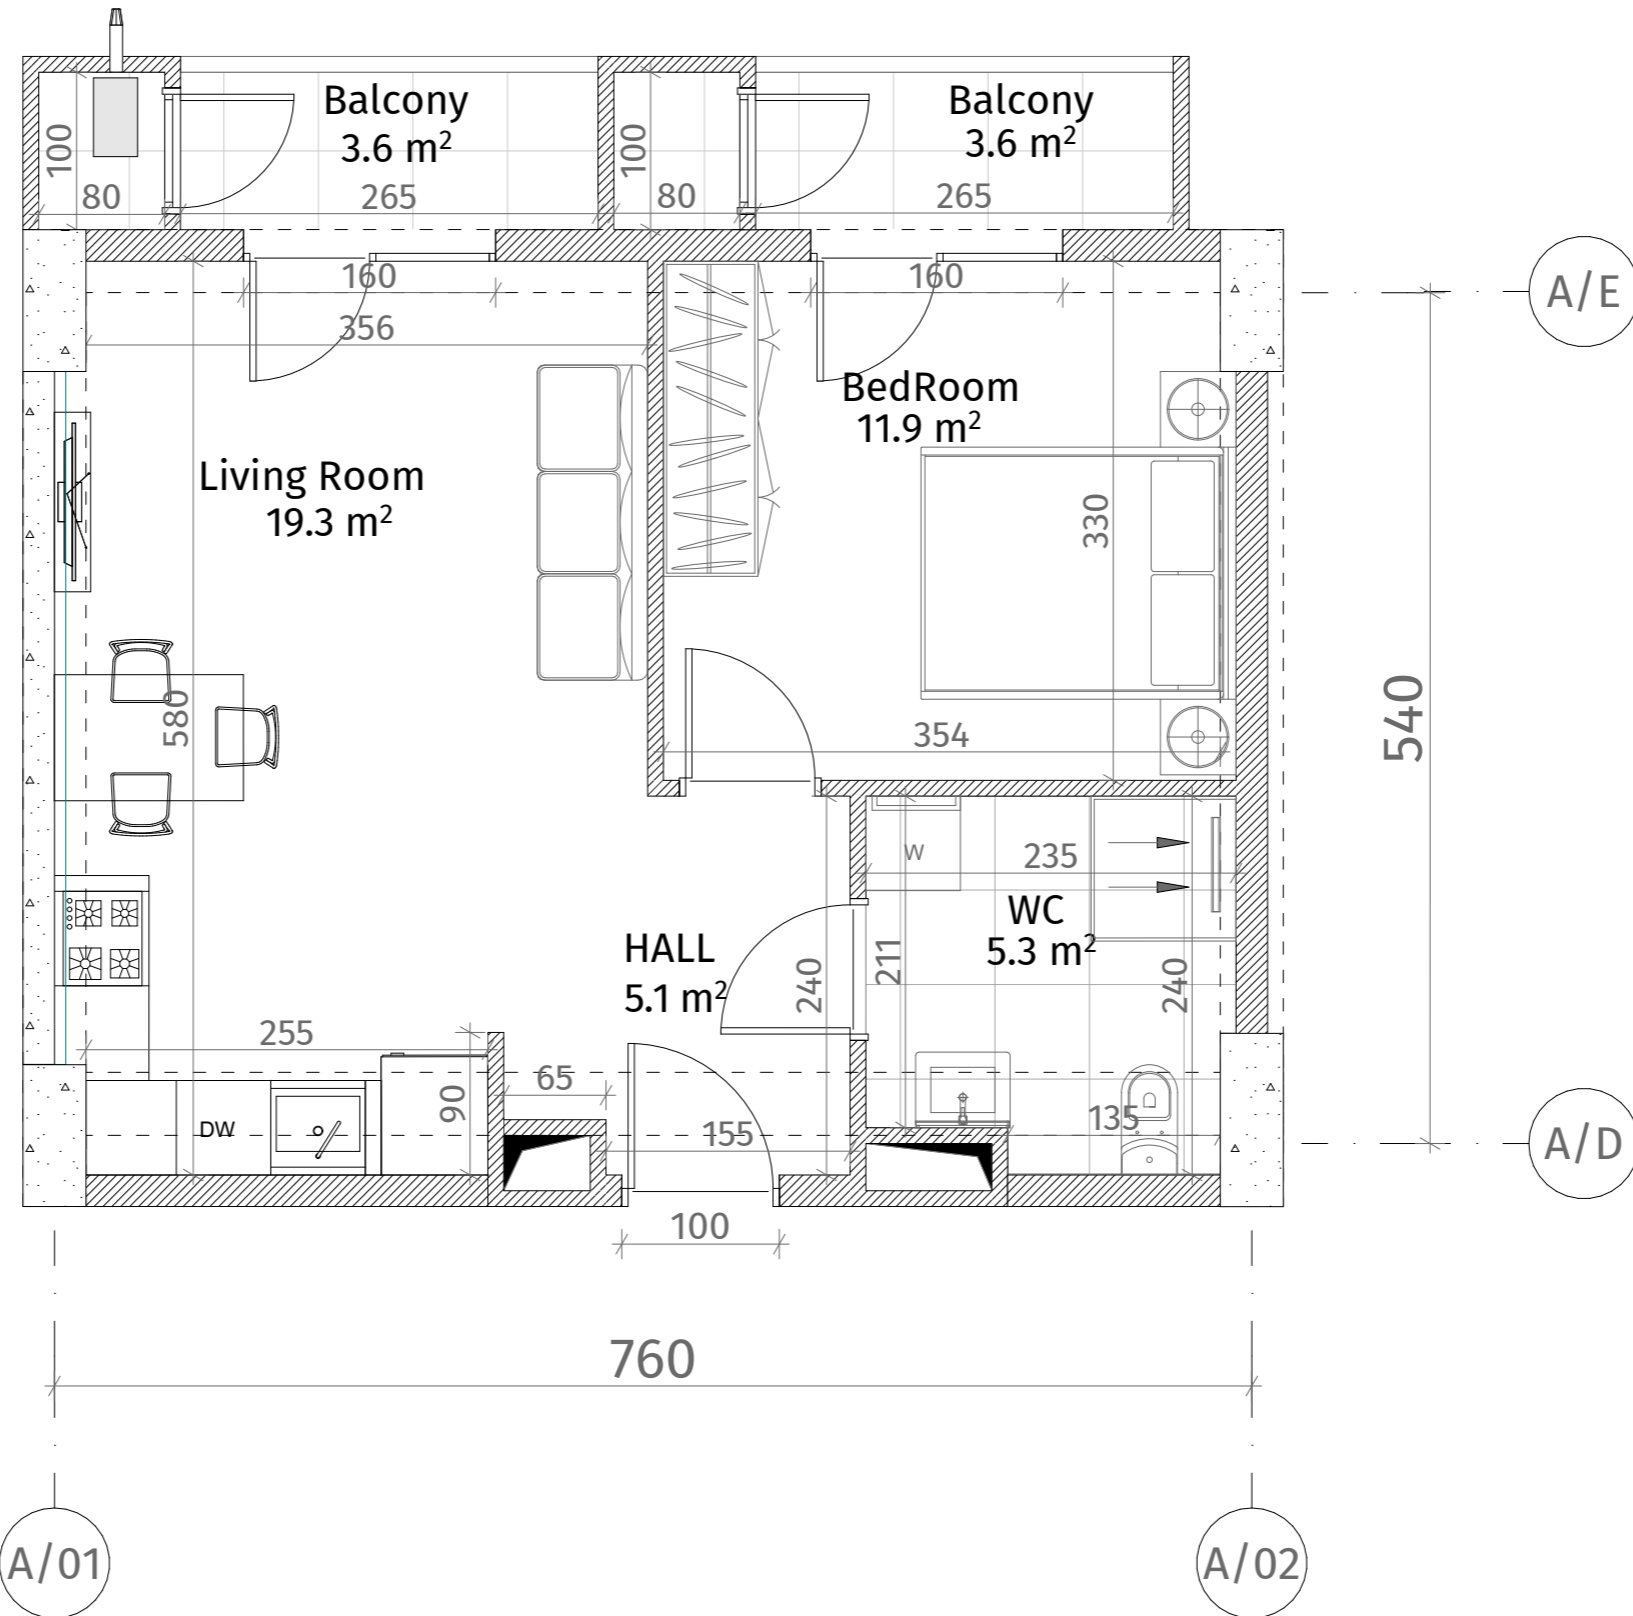 Balcony
3.6 m²
Balcony
3.6 m²
100
80
265
100
80
265
160
356
160
A/E
BedRoom
11.9 m²
Living Room
19.3 m²
330
580
354
540
W
235
WC
5.3 m²
HALL
5.1 m²
240
211
240
255
65
90
DW
155
135
A/D
100
760
A/01
A/02